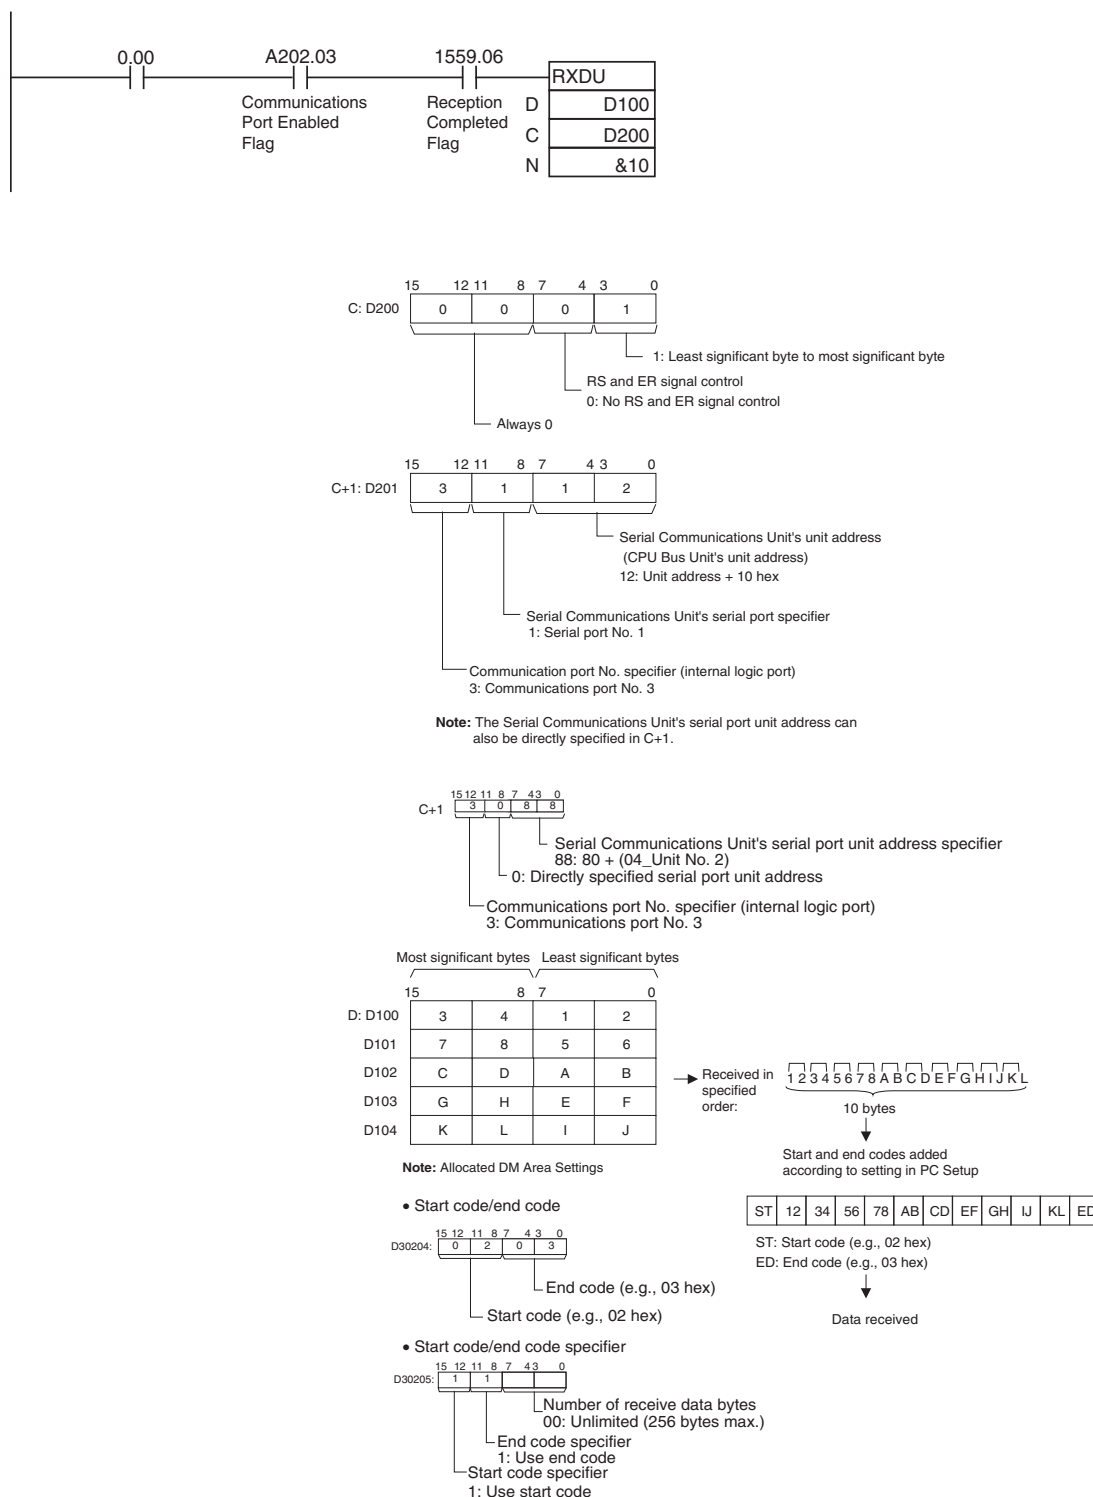 0.00 A202.03 1559.06
RXDU
Communications Reception D D100
Port Enabled Completed C D200
Flag Flag N &10
15 12 11 8 7 4 3 0
C: D200 0 0 0 1
1: Least significant byte to most significant byte
RS and ER signal control
0: No RS and ER signal control
Always 0
15 12 11 8 7 4 3 0
C+1: D201 3 1 1 2
Serial Communications Unit's unit address
(CPU Bus Unit's unit address)
12: Unit address + 10 hex
Serial Communications Unit's serial port specifier
1: Serial port No. 1
Communication port No. specifier (internal logic port)
3: Communications port No. 3
Note: The Serial Communications Unit's serial port unit address can
also be directly specified in C+1.
15 12 11 8 7 4 3 0
C+1 3 0 8 8
Serial Communications Unit's serial port unit address specifier
88: 80 + (04_Unit No. 2)
0: Directly specified serial port unit address
Communications port No. specifier (internal logic port)
3: Communications port No. 3
Most significant bytes Least significant bytes
15 8 7 0
D: D100 3 4 1 2
D101 7 8 5 6
D102 C D A B
D103 G H E F
D104 K L I J
Received in
specified
order:
1 2 3 4 5 6 7 8 A B C D E F G H I J K L
10 bytes
Start and end codes added
according to setting in PC Setup
Note: Allocated DM Area Settings
ST 12 34 56 78 AB CD EF GH IJ KL ED
ST: Start code (e.g., 02 hex)
ED: End code (e.g., 03 hex)
Data received
• Start code/end code
15 12 11 8 7 4 3 0
D30204: 0 2 0 3
End code (e.g., 03 hex)
Start code (e.g., 02 hex)
• Start code/end code specifier
15 12 11 8 7 4 3 0
D30205: 1 1
Number of receive data bytes
00: Unlimited (256 bytes max.)
End code specifier
1: Use end code
Start code specifier
1: Use start code